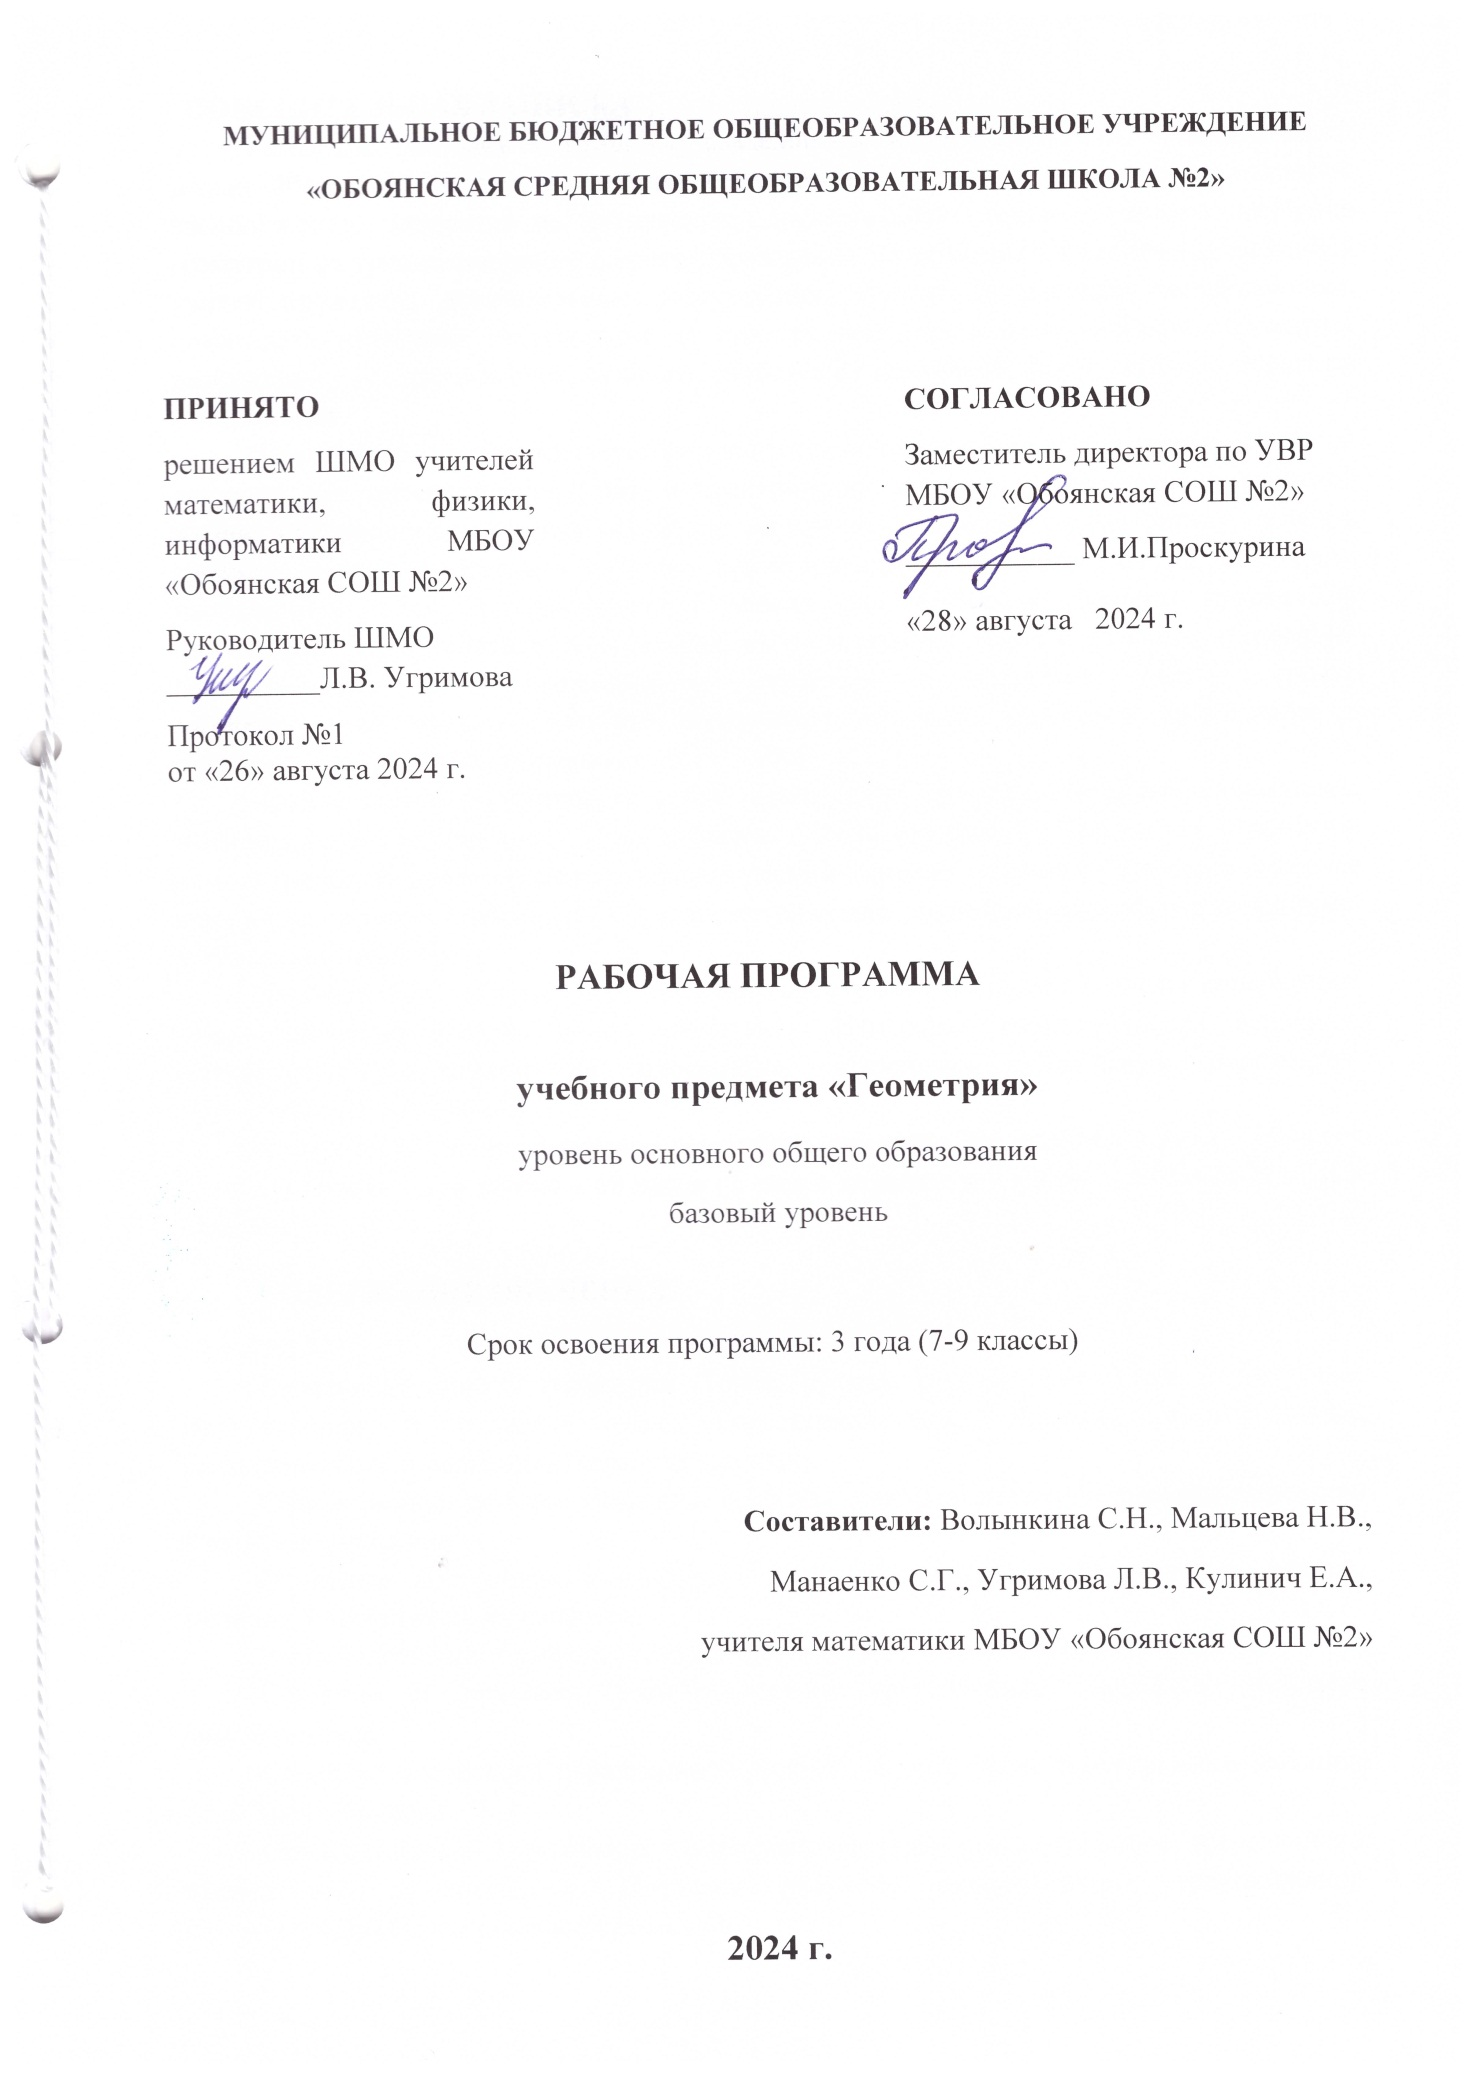 МУНИЦИПАЛЬНОЕ БЮДЖЕТНОЕ ОБЩЕОБРАЗОВАТЕЛЬНОЕ УЧРЕЖДЕНИЕ
«ОБОЯНСКАЯ СРЕДНЯЯ ОБЩЕОБРАЗОВАТЕЛЬНАЯ ШКОЛА №2»
ПРИНЯТО
решением ШМО учителей
математики, физики,
информатики МБОУ
«Обоянская СОШ №2»
Руководитель ШМО
__________Л.В. Угримова
Протокол №1
от «26» августа 2024 г.
СОГЛАСОВАНО
Заместитель директора по УВР
МБОУ «Обоянская СОШ №2»
___________ М.И.Проскурина
«28» августа 2024 г.
РАБОЧАЯ ПРОГРАММА
учебного предмета «Геометрия»
уровень основного общего образования
базовый уровень
Срок освоения программы: 3 года (7-9 классы)
Составители: Волынкина С.Н., Мальцева Н.В.,
Манаенко С.Г., Угримова Л.В., Кулинич Е.А.,
учителя математики МБОУ «Обоянская СОШ №2»
2024 г.